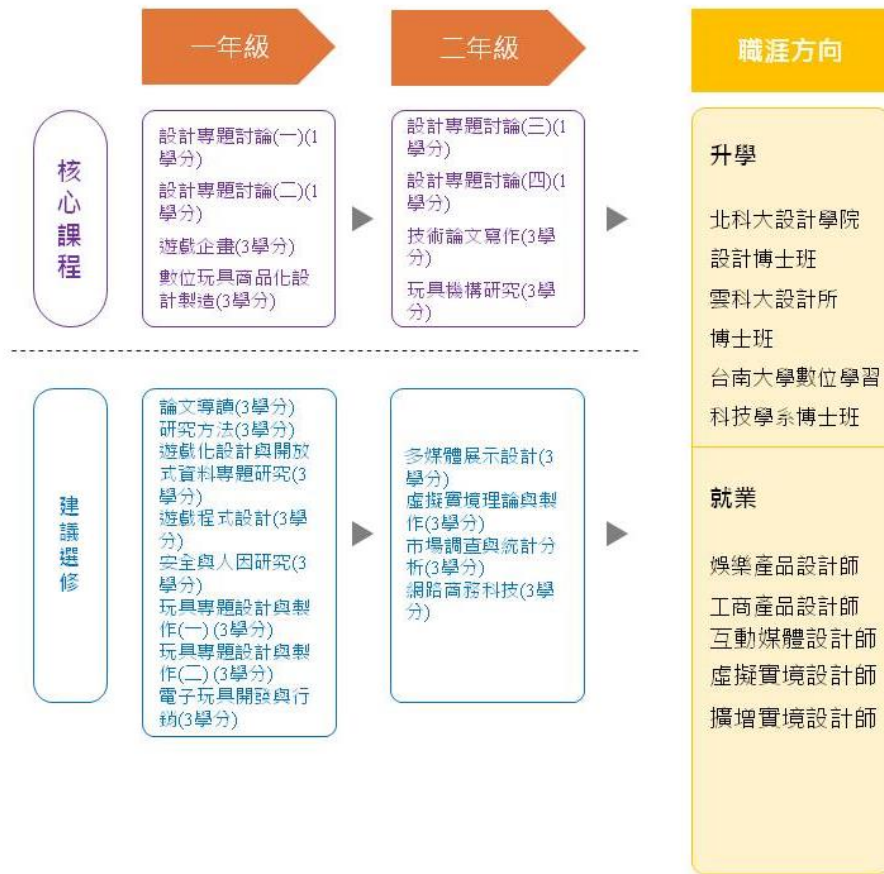 一年級
二年級
職涯方向
核
心
課
程
設計專題討論(一)(1
學分)
設計專題討論(二)(1
學分)
遊戲企畫(3學分)
數位玩具商品化設
計製造(3學分)
設計專題討論(三)(1
學分)
設計專題討論(四)(1
學分)
技術論文寫作(3學
分)
玩具機構研究(3學
分)
建
議
選
修
論文導讀(3學分)
研究方法(3學分)
遊戲化設計與開放
式資料專題研究(3
學分)
遊戲程式設計(3學
分)
安全與人因研究(3
學分)
玩具專題設計與製
作(一) (3學分)
玩具專題設計與製
作(二) (3學分)
電子玩具開發與行
銷(3學分)
多媒體展示設計(3
學分)
虛擬實境理論與製
作(3學分)
市場調查與統計分
析(3學分)
網路商務科技(3學
分)
升學
北科大設計學院
設計博士班
雲科大設計所
博士班
台南大學數位學習
科技學系博士班
就業
娛樂產品設計師
工商產品設計師
互動媒體設計師
虛擬實境設計師
擴增實境設計師